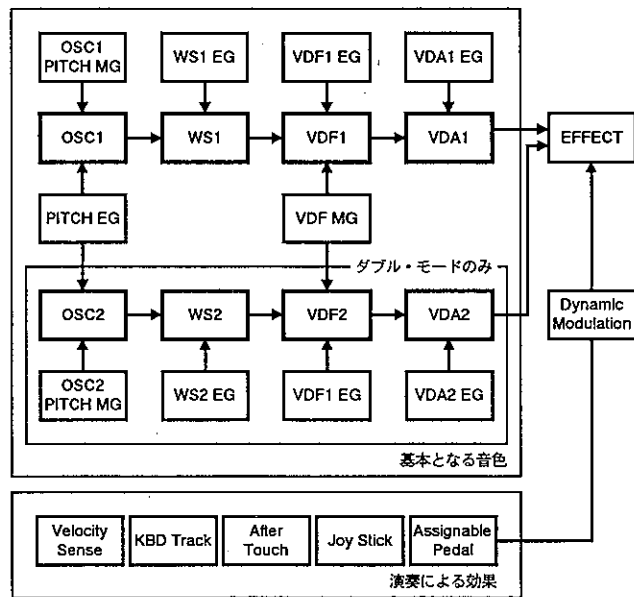 OSC1
PITCH MG
WS1 EG
VDF1 EG
VDA1 EG
OSC1
WS1
VDF1
VDA1
EFFECT
PITCH EG
VDF MG
ダブル・モードのみ
OSC2
WS2
VDF2
VDA2
Dynamic
Modulation
OSC2
PITCH MG
WS2 EG
VDF1 EG
VDA2 EG
基本となる音色
Velocity
Sense
KBD Track
After
Touch
Joy Stick
Assignable
Pedal
演奏による効果